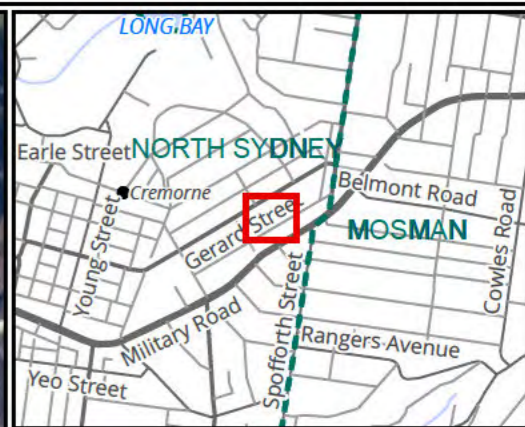 LONG BAY
Earle Street
NORTH SYDNEY
Cremorne
Belmont Road
Young Street
Gerard Street
MOSMAN
Cowles Road
Military Road
Spofforth Street
Rangers Avenue
Yeo Street